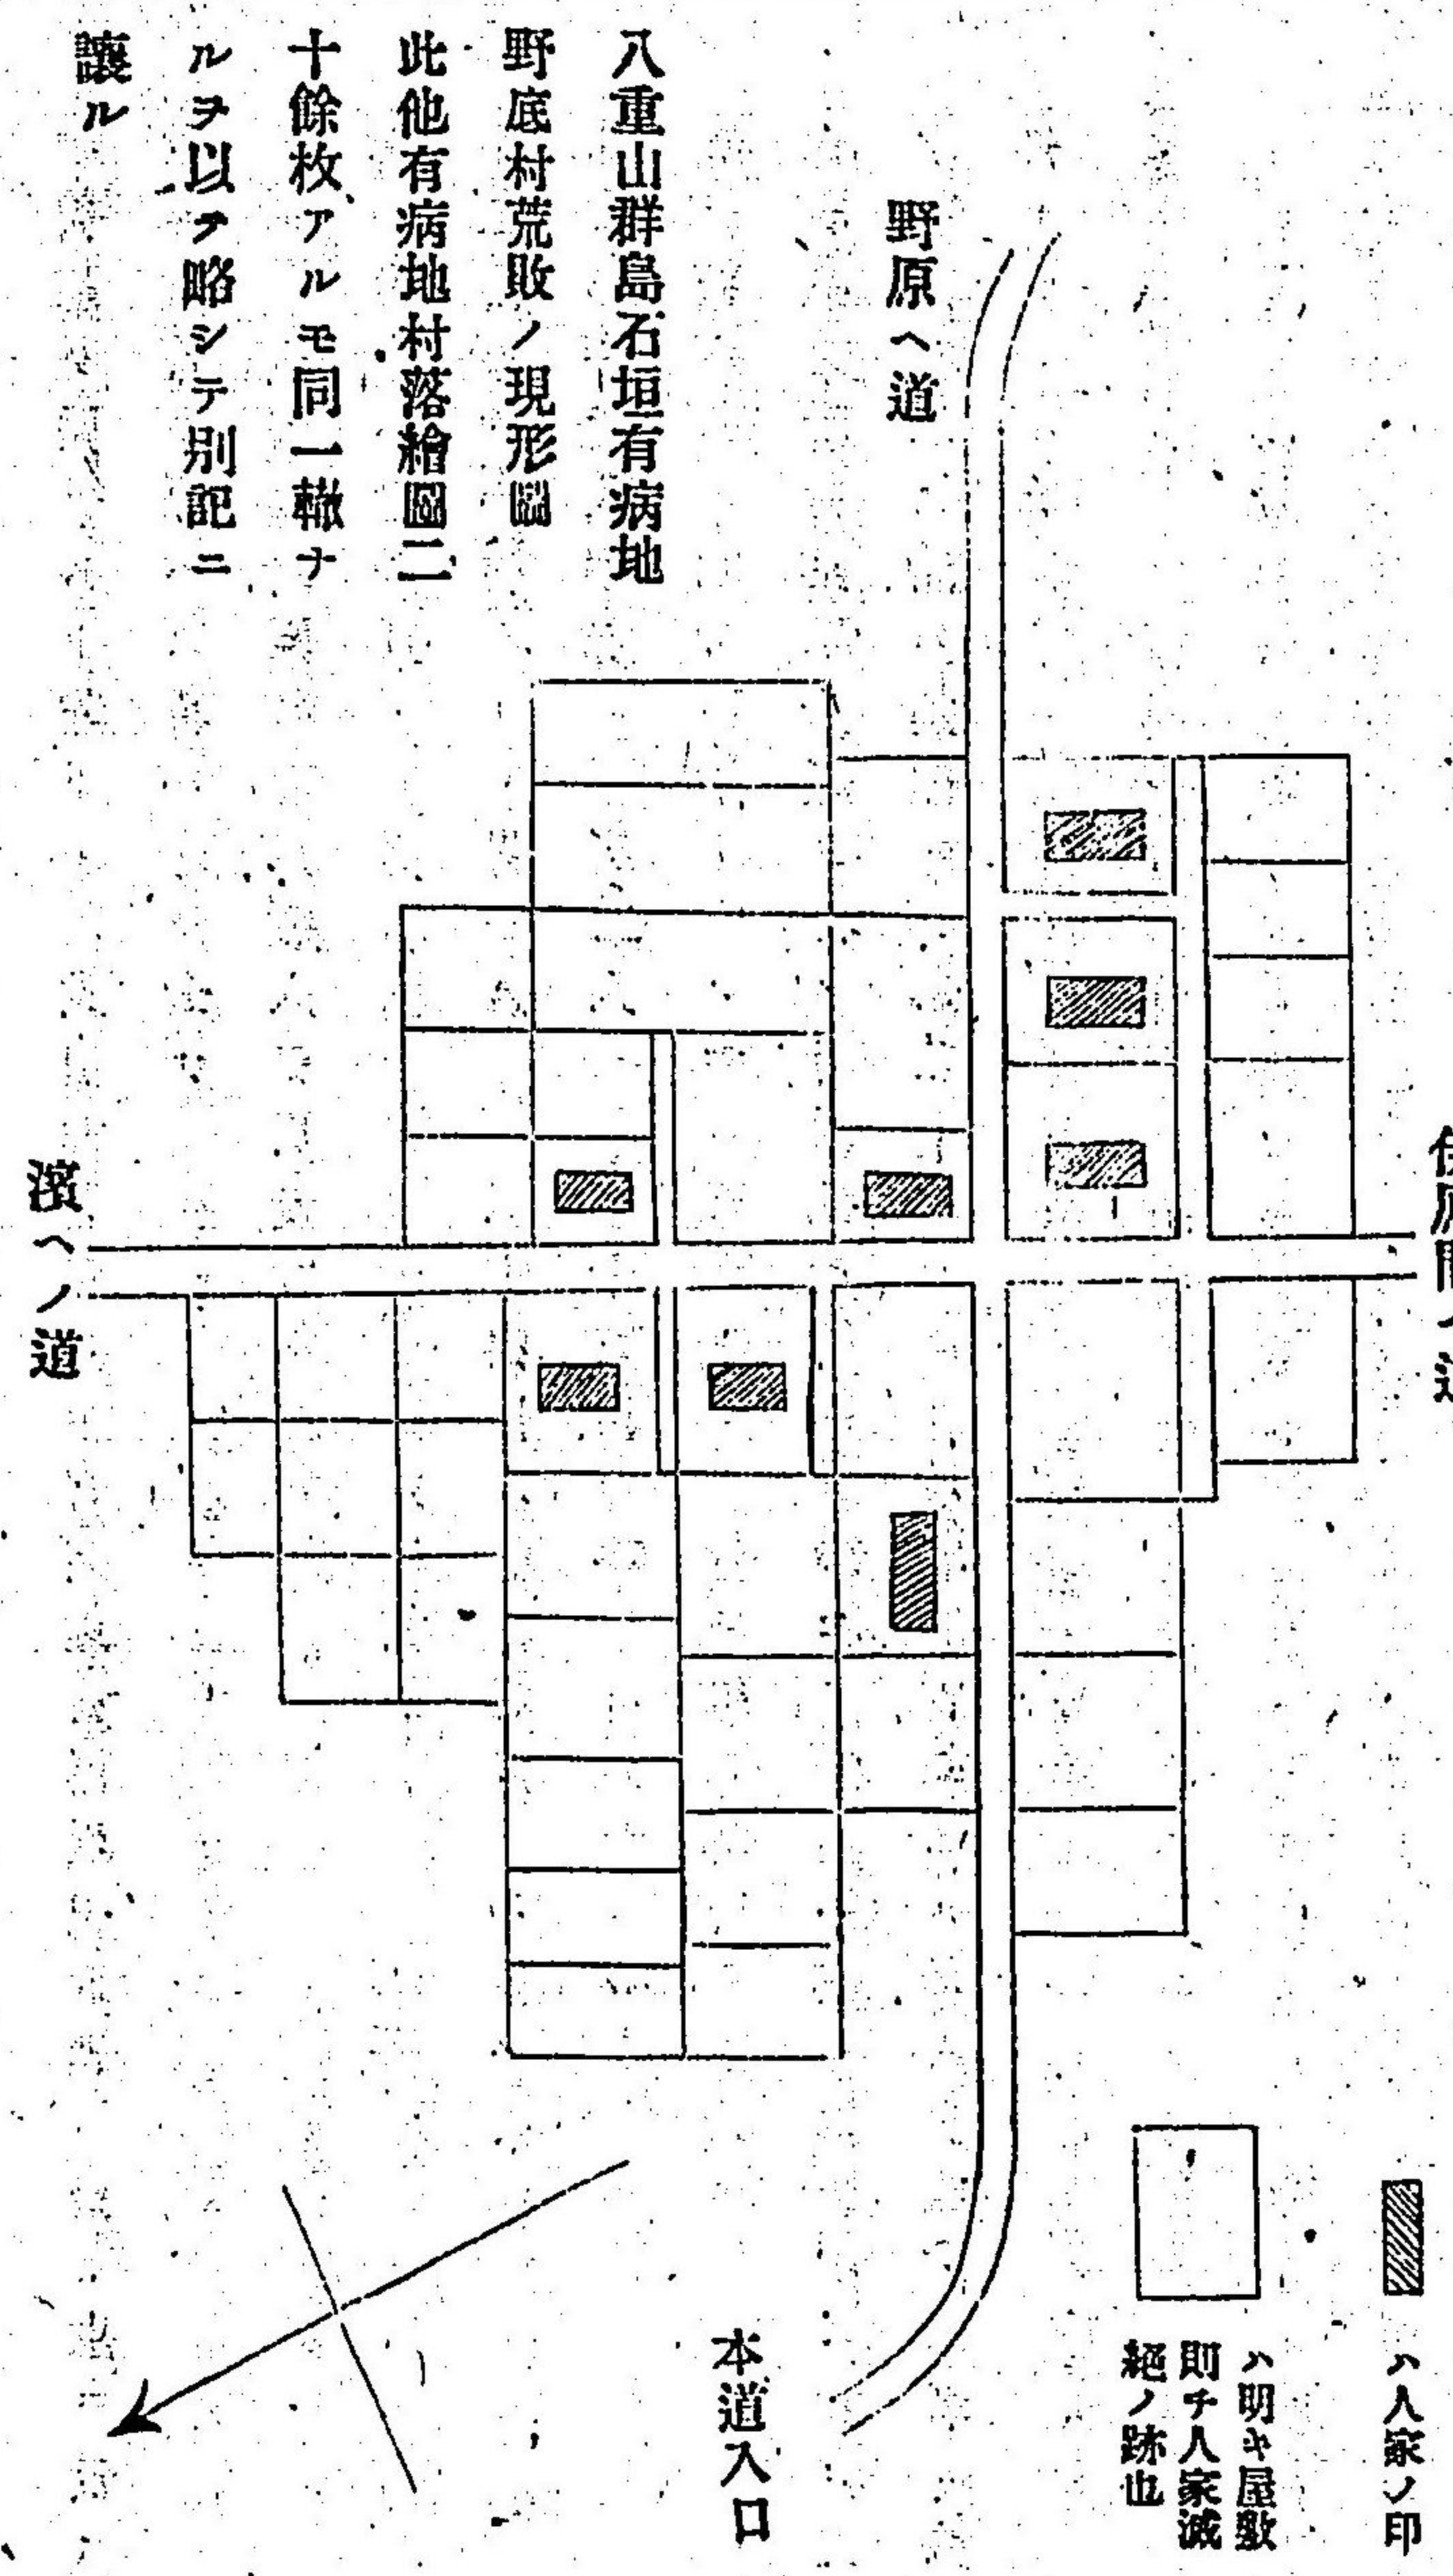 八重山群島石垣有病地
野底村荒敗ノ現形圖
此他有病地村落繪圖二
十餘枚アルモ同一轍ナ
ルヲ以テ略シテ別記ニ
讓ル
野原ヘ道
濱ヘノ道
本道入口
ハ人家ノ印
ハ明キ屋敷
則チ人家滅
絕ノ跡也